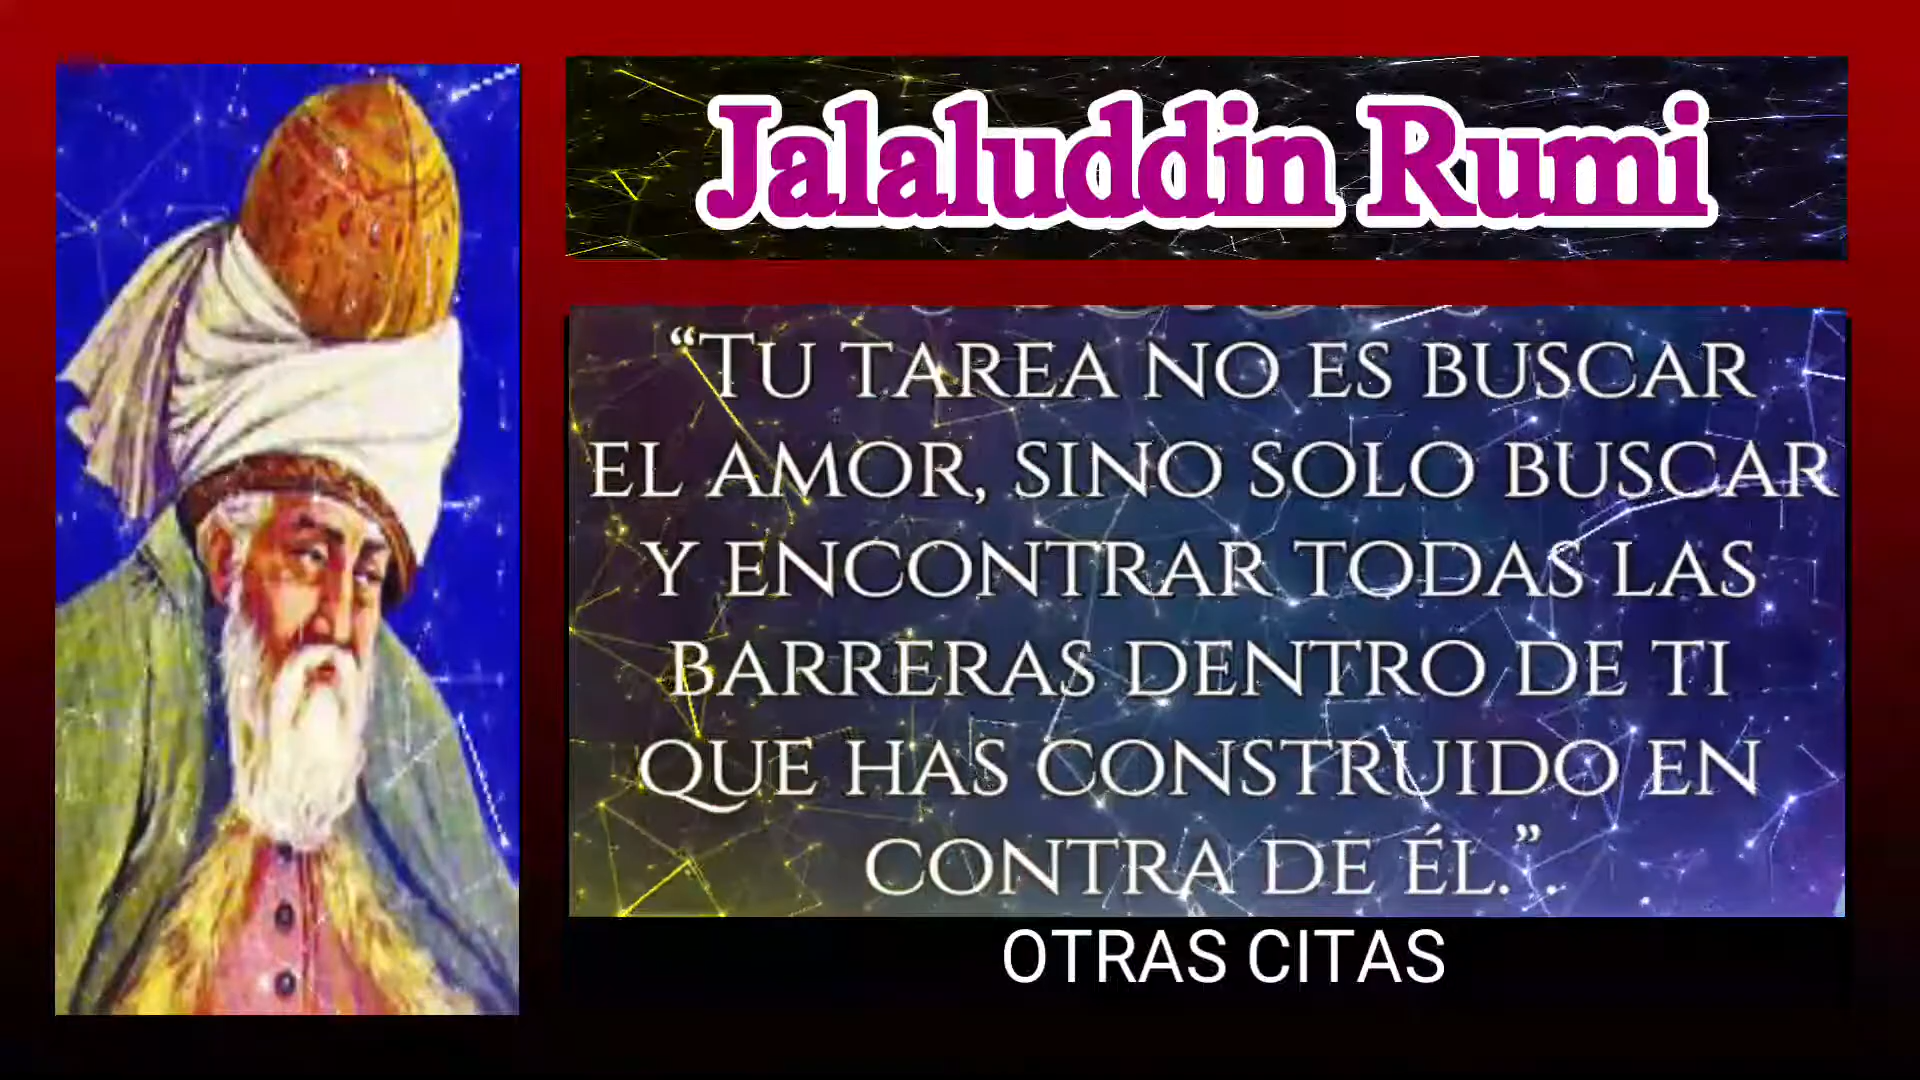 Jalaluddin Rumi
“TU TAREA NO ES BUSCAR
EL AMOR, SINO SOLO BUSCAR
Y ENCONTRAR TODAS LAS
BARRERAS DENTRO DE TI
QUE HAS CONSTRUIDO EN
CONTRA DE ÉL.”.
OTRAS CITAS